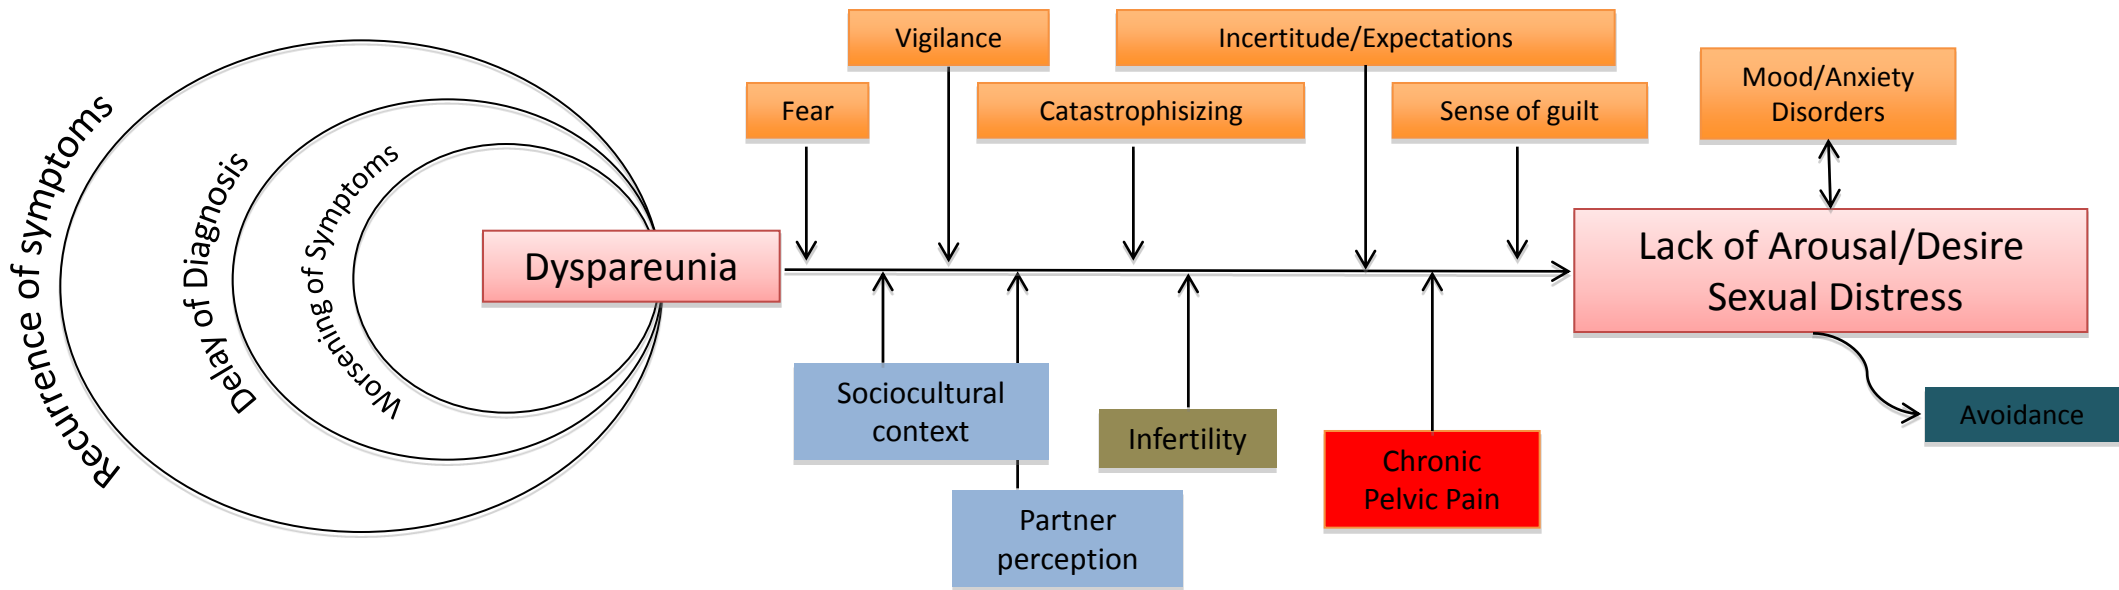 Recurrence of symptoms
Delay of Diagnosis
Worsening of Symptoms
Dyspareunia
Fear
Vigilance
Catastrophisizing
Incertitude/Expectations
Sense of guilt
Mood/Anxiety
Disorders
Lack of Arousal/Desire
Sexual Distress
Avoidance
Sociocultural
context
Partner
perception
Infertility
Chronic
Pelvic Pain